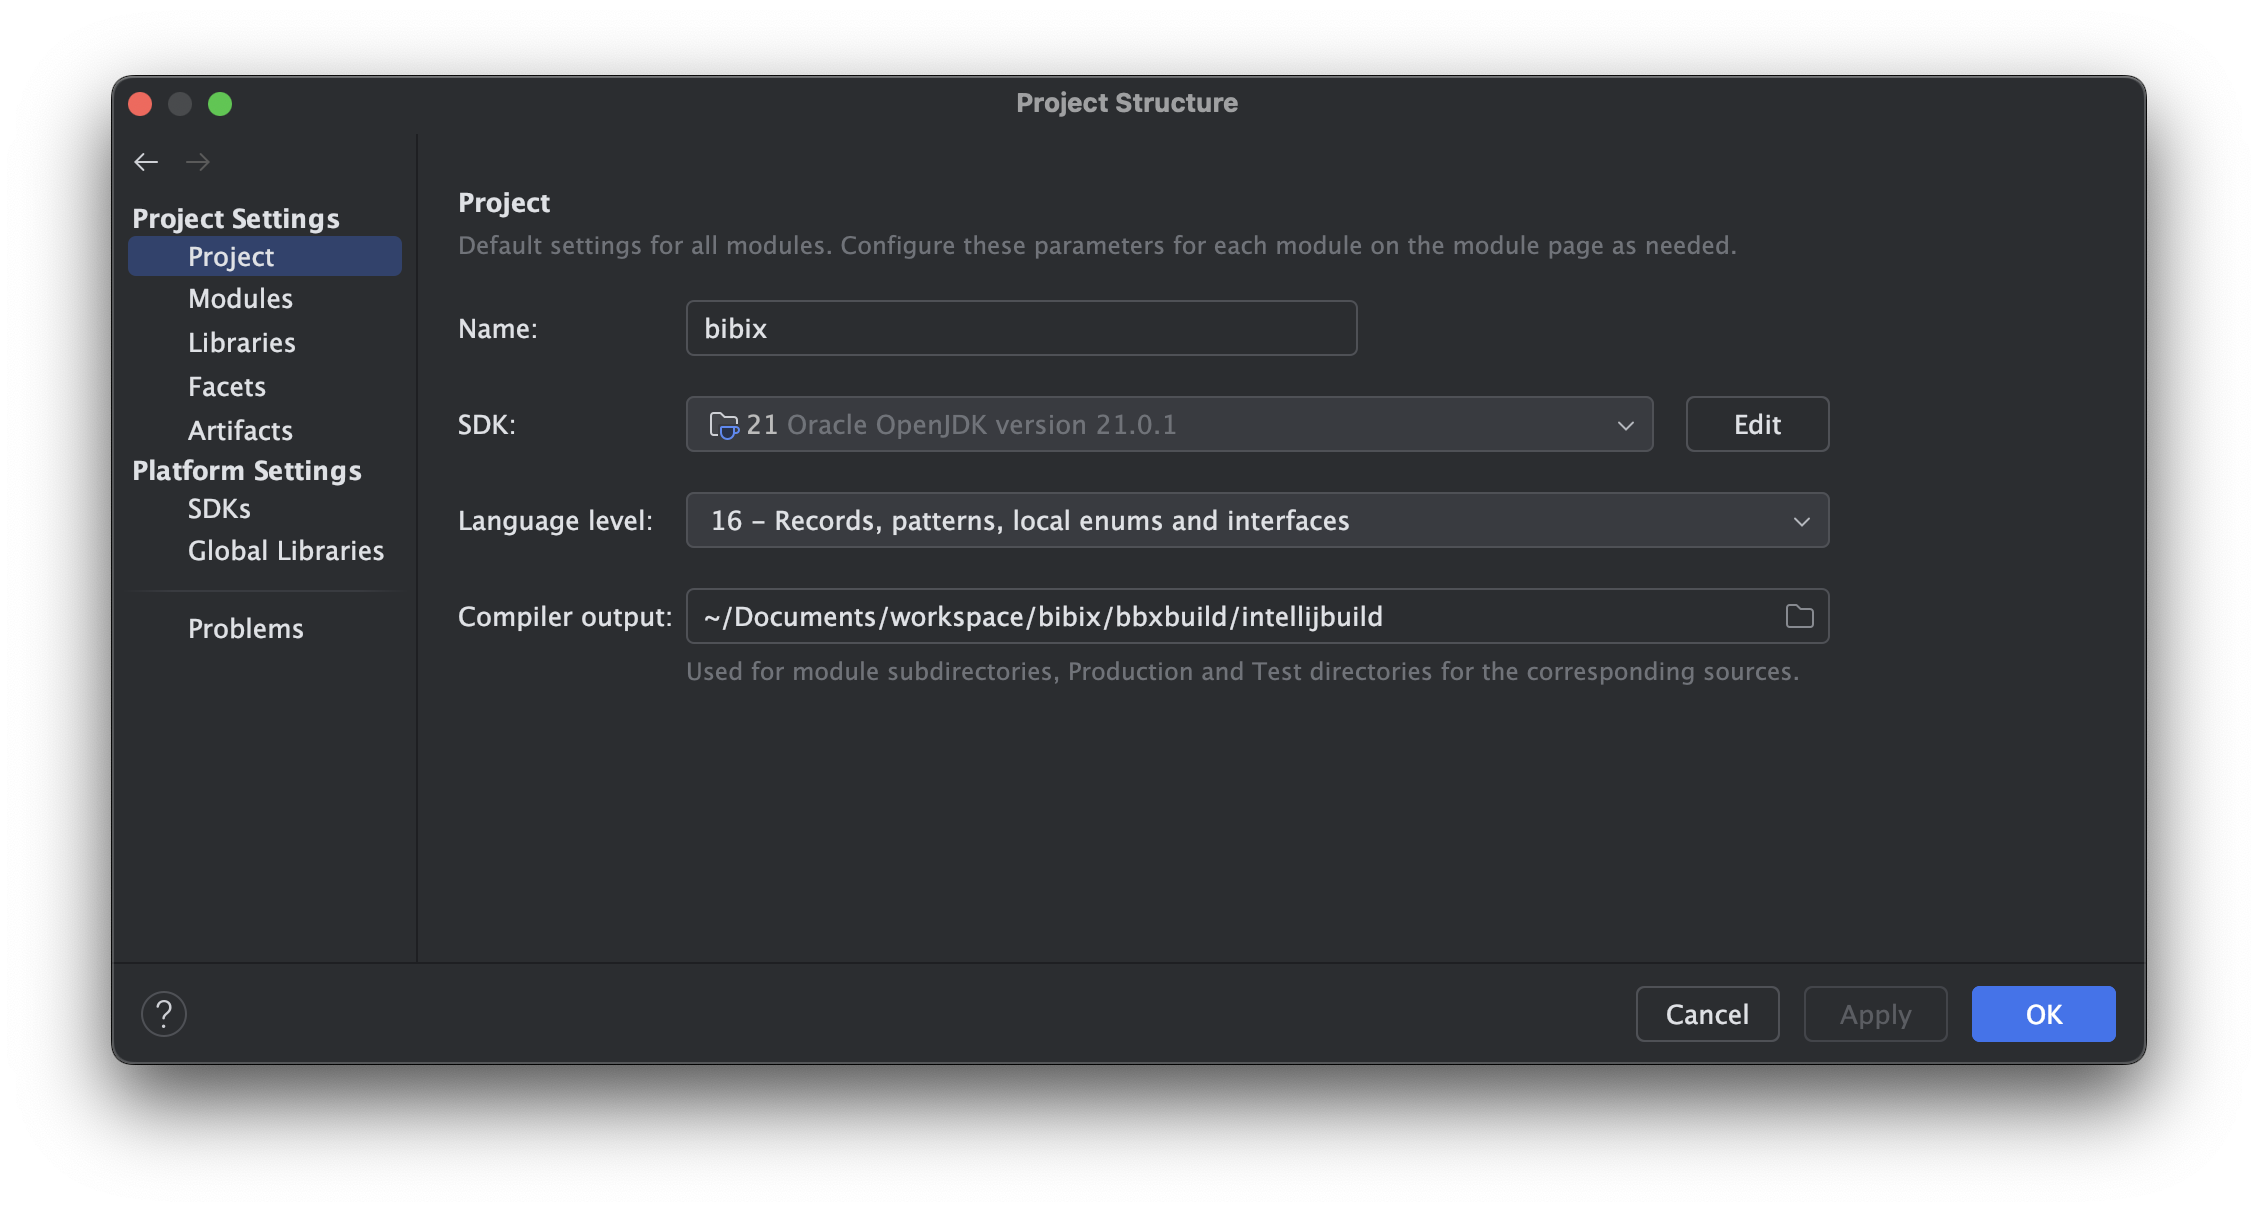 Project Structure
Project Settings
Project
Modules
Libraries
Facets
Artifacts
Platform Settings
SDKs
Global Libraries
Problems
Project
Default settings for all modules. Configure these parameters for each module on the module page as needed.
Name: bibix
SDK: 21 Oracle OpenJDK version 21.0.1 Edit
Language level: 16 – Records, patterns, local enums and interfaces
Compiler output: ~/Documents/workspace/bibix/bbxbuild/intellijbuild
Used for module subdirectories, Production and Test directories for the corresponding sources.
? Cancel Apply OK